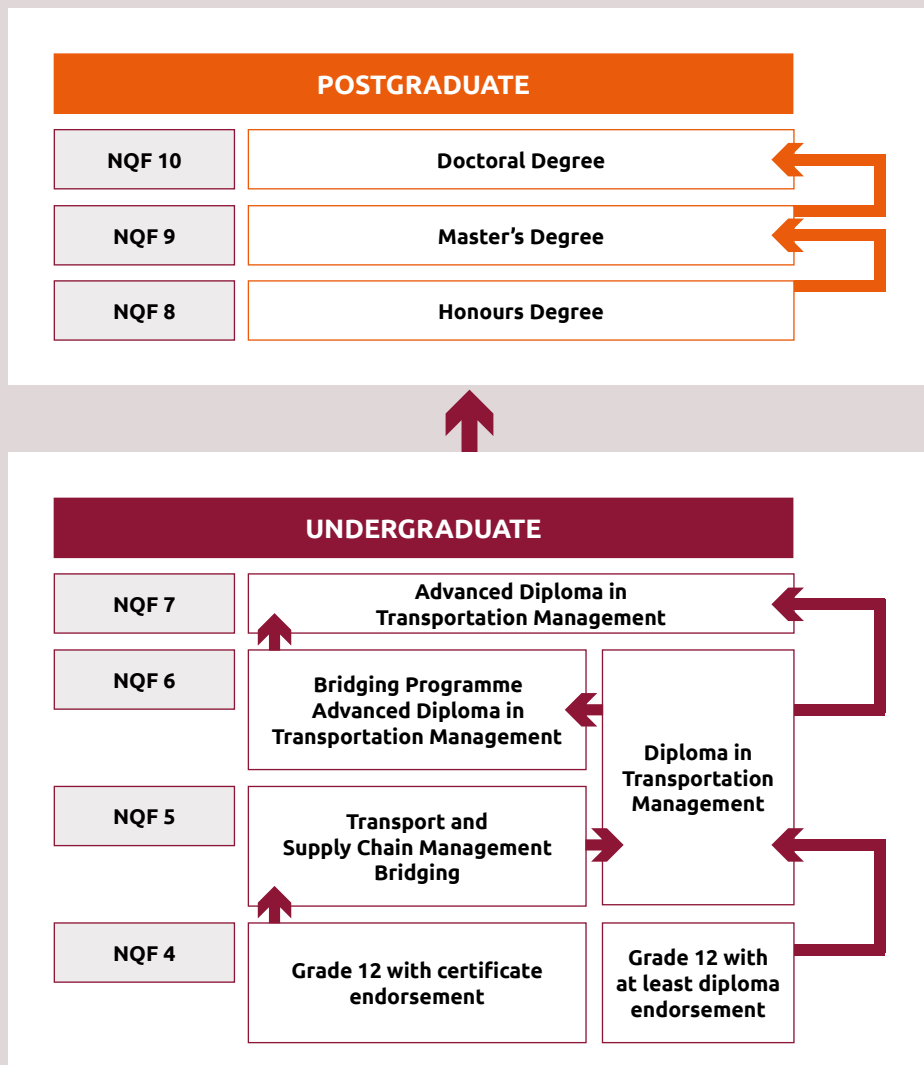 POSTGRADUATE
NQF 10
Doctoral Degree
NQF 9
Master's Degree
NQF 8
Honours Degree
UNDERGRADUATE
NQF 7
Advanced Diploma in
Transportation Management
NQF 6
Bridging Programme
Advanced Diploma in
Transportation Management
Diploma in
Transportation
Management
NQF 5
Transport and
Supply Chain Management
Bridging
NQF 4
Grade 12 with certificate
endorsement
Grade 12 with
at least diploma
endorsement